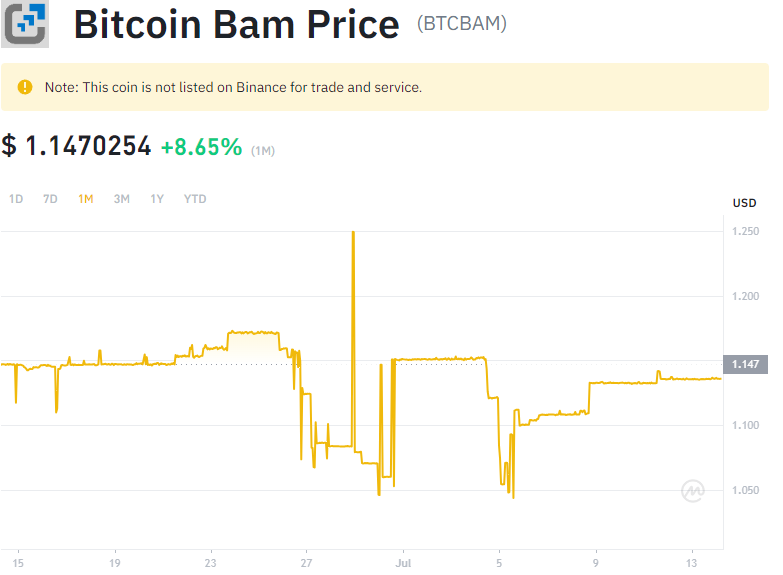 Bitcoin Bam Price (BTCBAM)
Note: This coin is not listed on Binance for trade and service.
$ 1.1470254 +8.65% (1M)
1D 7D 1M 3M 1Y YTD
USD
1.250
1.200
1.147
1.100
1.050
15 19 23 27 Jul 5 9 13